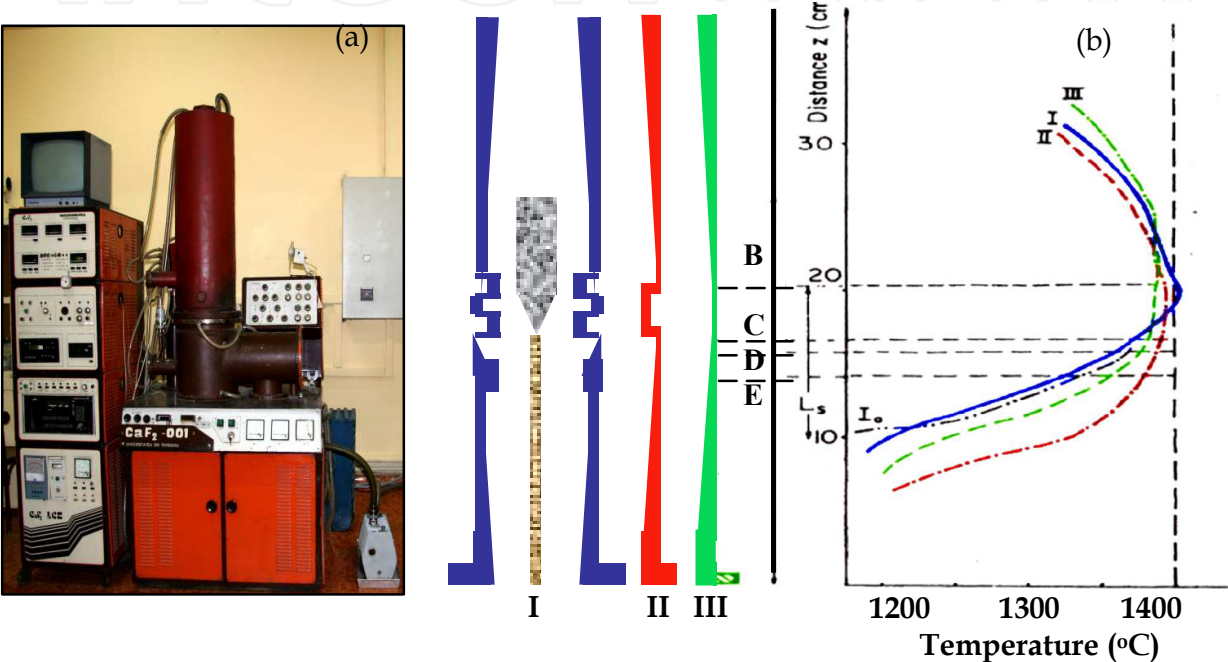 (a)
CaF₂ -001
CaF₂ LCZ
I
II
III
B
C
D
E
(b)
Distance z (cm
30
20
10
III
I
II
I₀
Lₛ
1200
1300
1400
Temperature (ºC)